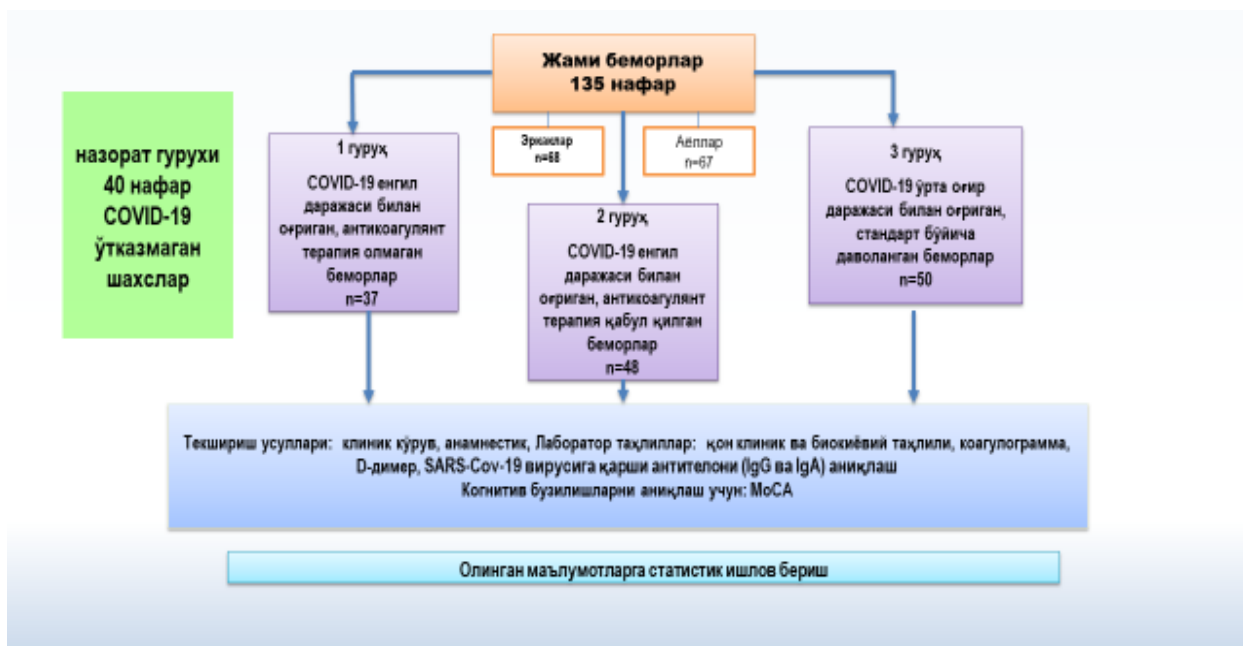 Жами беморлар
135 нафар
Эркаклар
n=68
Аёллар
n=67
назорат гурухи
40 нафар
COVID-19
ўтказмаган
шахслар
1 гуруҳ
COVID-19 енгил
даражаси билан
оғриган, антикоагулянт
терапия олмаган
беморлар
n=37
2 гуруҳ
COVID-19 енгил
даражаси билан
оғриган, антикоагулянт
терапия қабул қилган
беморлар
n=48
3 гуруҳ
COVID-19 ўрта оғир
даражаси билан оғриган,
стандарт бўйича
даволанган беморлар
n=50
Текшириш усуллари: клиник кўрув, анамнестик, Лаборатор таҳлиллар: қон клиник ва биокиёвий таҳлили, коагулограмма,
D-димер, SARS-Cov-19 вирусига қарши антителони (IgG ва IgA) аниқлаш
Когнитив бузилишларни аниқлаш учун: MoCA
Олинган маълумотларга статистик ишлов бериш